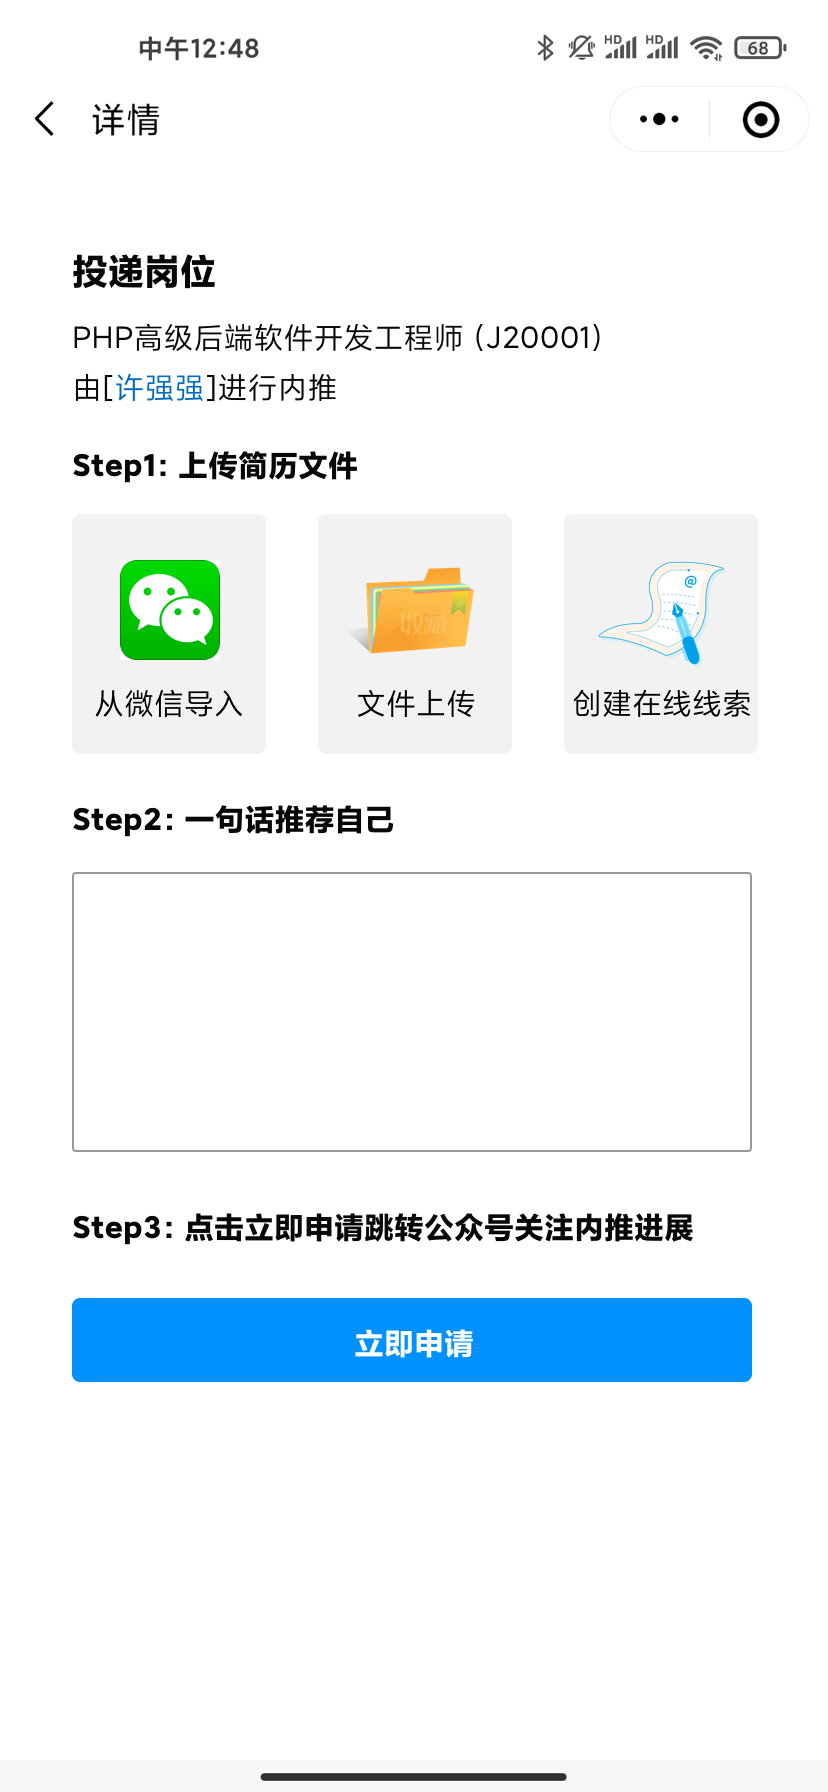 中午12:48
HD HD 68
详情
投递岗位
PHP高级后端软件开发工程师（J20001）
由[许强强]进行内推
Step1: 上传简历文件
收藏
@
从微信导入 文件上传 创建在线线索
Step2: 一句话推荐自己
Step3: 点击立即申请跳转公众号关注内推进展
立即申请